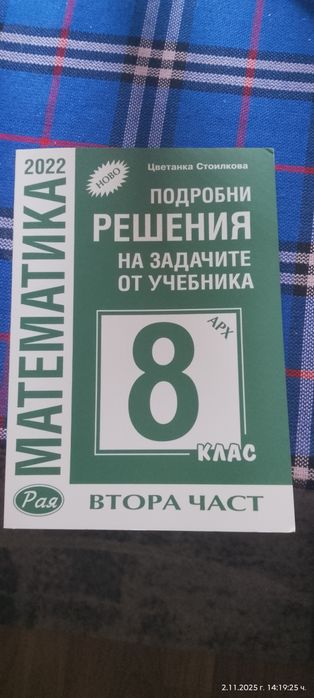 2022
МАТЕМАТИКА
НОВО
Цветанка Стоилкова
ПОДРОБНИ
РЕШЕНИЯ
НА ЗАДАЧИТЕ
ОТ УЧЕБНИКА
АРХ
8
КЛАС
Рая
ВТОРА ЧАСТ
2.11.2025 г. 14:19:25 ч.